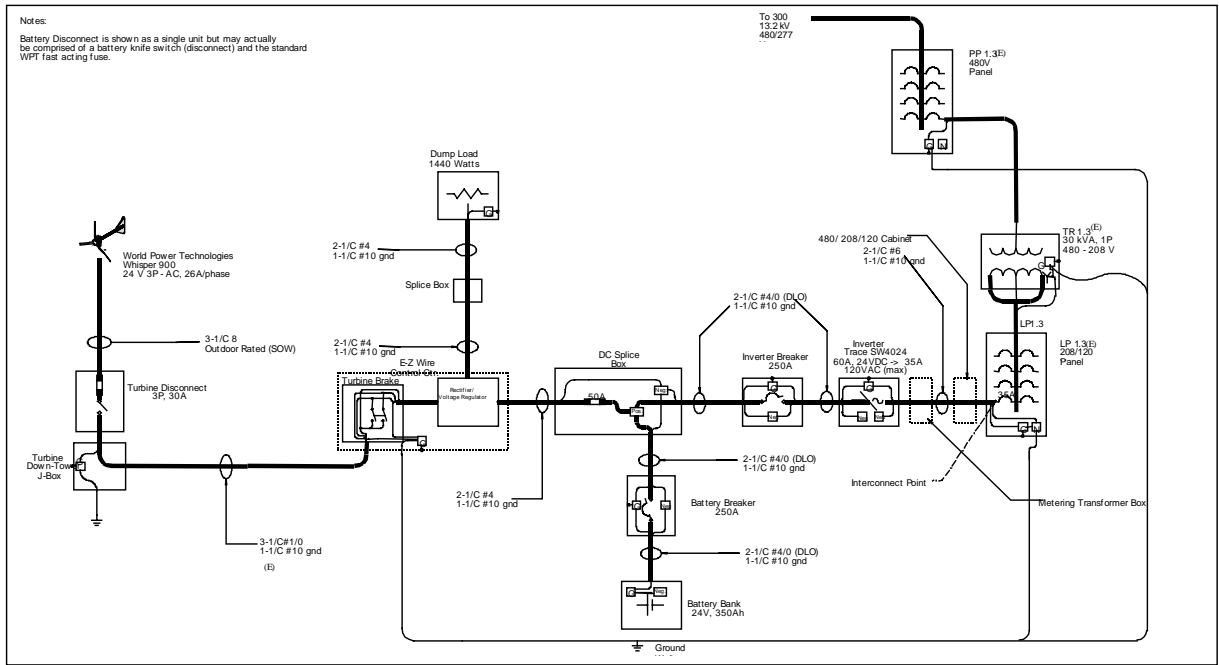 Notes:
Battery Disconnect is shown as a single unit but may actually
be comprised of a battery knife switch (disconnect) and the standard
WPT fast acting fuse.
To 300
13.2 kV
480/277
PP 1.3(E)
480V
Panel
G
N
Dump Load
1440 Watts
G
World Power Technologies
Whisper 900
24 V 3P - AC, 26A/phase
2-1/C #4
1-1/C #10 gnd
Splice Box
480/ 208/120 Cabinet
2-1/C #6
1-1/C #10 gnd
TR 1.3(E)
30 kVA, 1P
480 - 208 V
G
3-1/C 8
Outdoor Rated (SOW)
2-1/C #4
1-1/C #10 gnd
2-1/C #4/0 (DLO)
1-1/C #10 gnd
LP1.3
LP 1.3(E)
208/120
Panel
35A
G
N
Turbine Disconnect
3P, 30A
E-Z Wire
Control Ctr.
Turbine Brake
Rectifier/
Voltage Regulator
G
DC Splice
Box
50A
Neg
Pos
Inverter Breaker
250A
G
Neg
Inverter
Trace SW4024
60A, 24VDC -> 35A
120VAC (max)
G
Neg
Neg
Turbine
Down-Tow
J-Box
2-1/C #4
1-1/C #10 gnd
2-1/C #4/0 (DLO)
1-1/C #10 gnd
Interconnect Point
Metering Transformer Box
Battery Breaker
250A
G
Neg
3-1/C#1/0
1-1/C #10 gnd
(E)
2-1/C #4/0 (DLO)
1-1/C #10 gnd
G
Neg
Battery Bank
24V, 350Ah
Ground